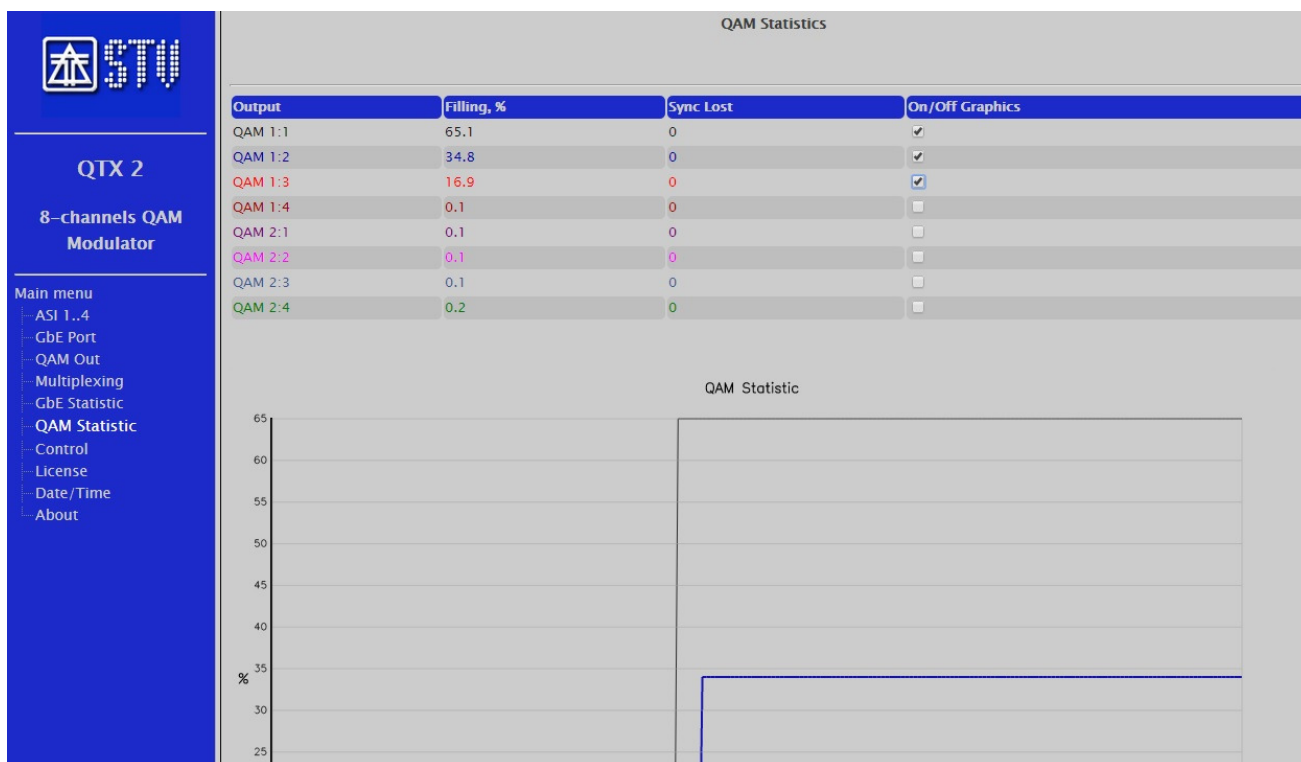 STV
QTX 2
8-channels QAM
Modulator
Main menu
ASI 1..4
GbE Port
QAM Out
Multiplexing
GbE Statistic
QAM Statistic
Control
License
Date/Time
About
QAM Statistics
Output Filling, % Sync Lost On/Off Graphics
QAM 1:1 65.1 0
QAM 1:2 34.8 0
QAM 1:3 16.9 0
QAM 1:4 0.1 0
QAM 2:1 0.1 0
QAM 2:2 0.1 0
QAM 2:3 0.1 0
QAM 2:4 0.2 0
QAM Statistic
65
60
55
50
45
40
35
%
30
25